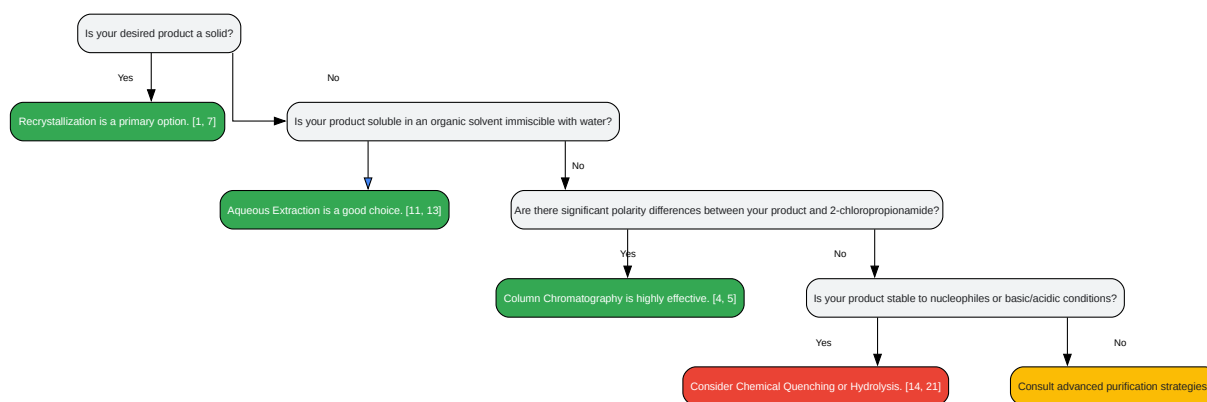 Is your desired product a solid?
Yes
No
Recrystallization is a primary option. [1, 7]
Is your product soluble in an organic solvent immiscible with water?
No
Aqueous Extraction is a good choice. [11, 13]
Are there significant polarity differences between your product and 2-chloropropionamide?
Yes
No
Column Chromatography is highly effective. [4, 5]
Is your product stable to nucleophiles or basic/acidic conditions?
Yes
No
Consider Chemical Quenching or Hydrolysis. [14, 21]
Consult advanced purification strategies